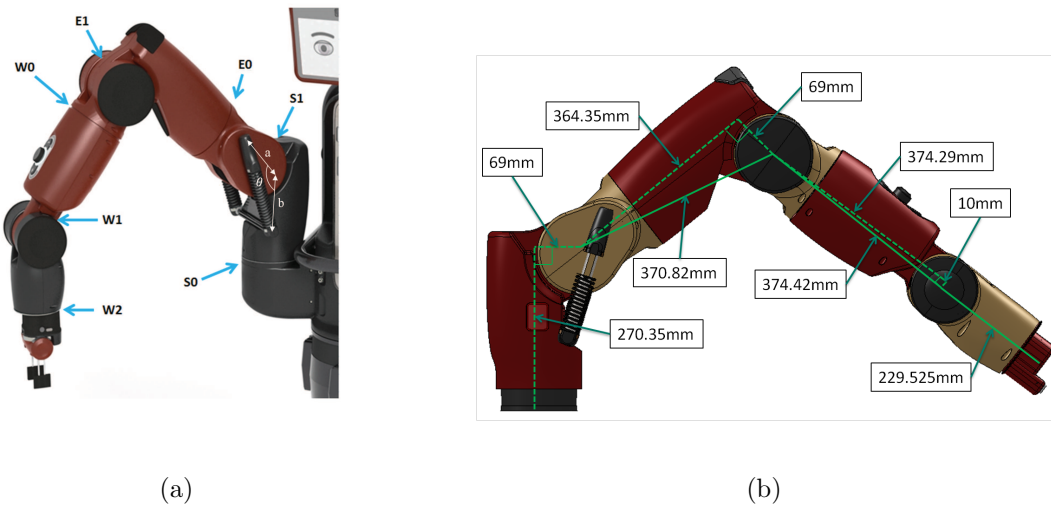 E1
W0
E0
S1
a
θ
b
W1
S0
W2
(a)
69mm
364.35mm
69mm
374.29mm
10mm
370.82mm
374.42mm
270.35mm
229.525mm
(b)